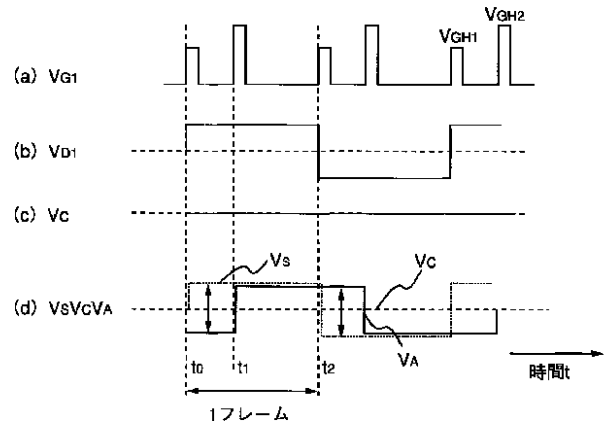 VGH1 VGH2
(a) VG1
(b) VD1
(c) VC
(d) VSVCVA
VS
VC
VA
t0 t1 t2
時間t
1フレーム